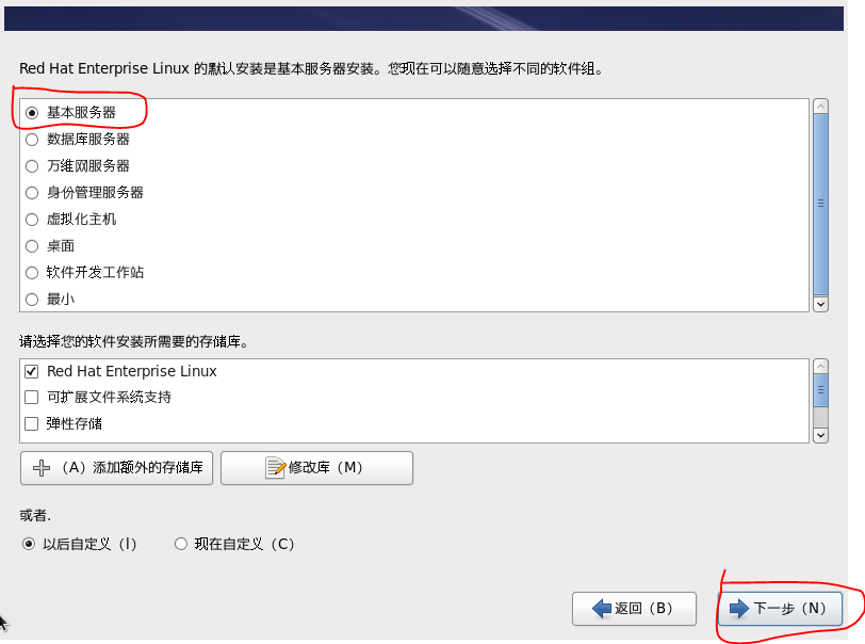 Red Hat Enterprise Linux 的默认安装是基本服务器安装。您现在可以随意选择不同的软件组。
基本服务器
数据库服务器
万维网服务器
身份管理服务器
虚拟化主机
桌面
软件开发工作站
最小
请选择您的软件安装所需要的存储库。
Red Hat Enterprise Linux
可扩展文件系统支持
弹性存储
（A）添加额外的存储库 修改库（M）
或者.
以后自定义（l） 现在自定义（C）
返回（B） 下一步（N）